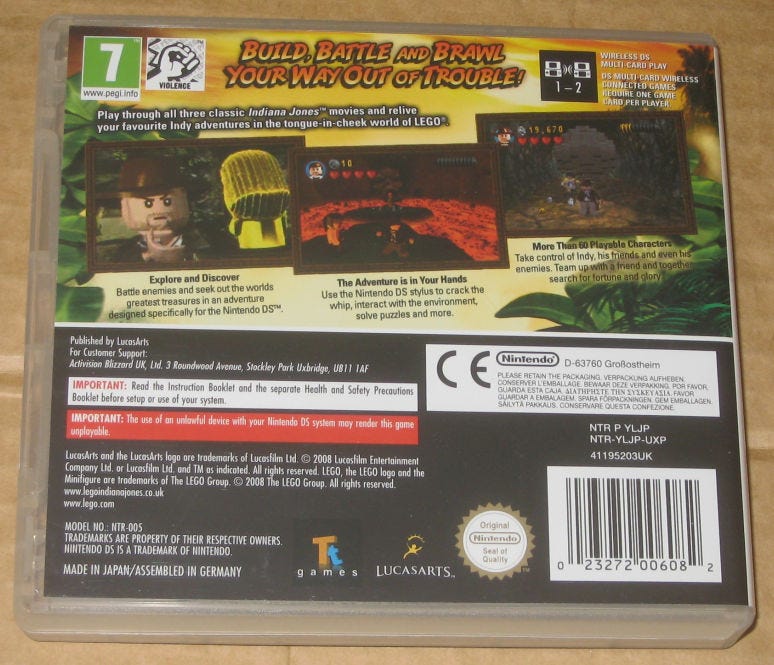 7
www.pegi.info
VIOLENCE
BUILD, BATTLE AND BRAWL
YOUR WAY OUT OF TROUBLE!
1 – 2
WIRELESS DS
MULTI-CARD PLAY
DS MULTI-CARD WIRELESS
CONNECTED GAMES
REQUIRE ONE GAME
CARD PER PLAYER
Play through all three classic Indiana Jones™ movies and relive
your favourite Indy adventures in the tongue-in-cheek world of LEGO®.
10
19,670
Explore and Discover
Battle enemies and seek out the worlds
greatest treasures in an adventure
designed specifically for the Nintendo DS™.
The Adventure is in Your Hands
Use the Nintendo DS stylus to crack the
whip, interact with the environment,
solve puzzles and more.
More Than 60 Playable Characters
Take control of Indy, his friends and even his
enemies. Team up with a friend and together
search for fortune and glory.
Published by LucasArts
For Customer Support:
Activision Blizzard UK, Ltd. 3 Roundwood Avenue, Stockley Park Uxbridge, UB11 1AF
IMPORTANT: Read the Instruction Booklet and the separate Health and Safety Precautions
Booklet before setup or use of your system.
IMPORTANT: The use of an unlawful device with your Nintendo DS system may render this game
unplayable.
LucasArts and the LucasArts logo are trademarks of Lucasfilm Ltd. © 2008 Lucasfilm Entertainment
Company Ltd. or Lucasfilm Ltd. and TM as indicated. All rights reserved. LEGO, the LEGO logo and the
Minifigure are trademarks of The LEGO Group. © 2008 The LEGO Group. All rights reserved.
www.legoindianajones.co.uk
www.lego.com
MODEL NO.: NTR-005
TRADEMARKS ARE PROPERTY OF THEIR RESPECTIVE OWNERS.
NINTENDO DS IS A TRADEMARK OF NINTENDO.
MADE IN JAPAN/ASSEMBLED IN GERMANY
Tt
games
LUCASARTS™
Original
Nintendo
Seal of
Quality
TM
CE
Nintendo D-63760 Großostheim
PLEASE RETAIN THE PACKAGING. VERPACKUNG AUFHEBEN.
CONSERVER L'EMBALLAGE. BEWAAR DEZE VERPAKKING. POR FAVOR,
GUARDA ESTA CAJA. ΔΙΑΤΗΡΗΣΤΕ ΤΗΝ ΣΥΣΚΕΥΑΣΙΑ. FAVOR
GUARDAR A EMBALAGEM. SPARA FÖRPACKNINGEN. GEM EMBALLAGEN.
SÄILYTÄ PAKKAUS. CONSERVARE QUESTA CONFEZIONE.
NTR P YLJP
NTR-YLJP-UXP
41195203UK
0 23272 00608 2